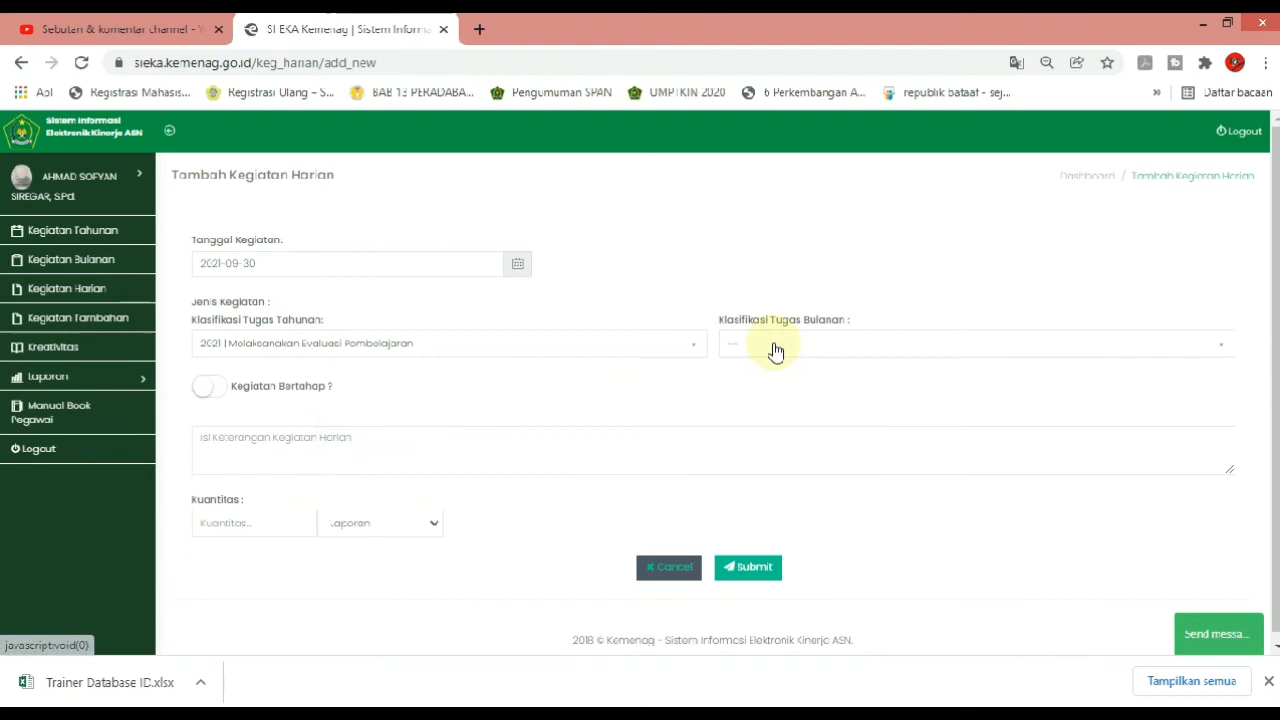 Sebutan & komentar channel - Y
SI EKA Kemenag | Sistem Informa
sieka.kemenag.go.id/keg_harian/add_new
Apl
Registrasi Mahasis...
Registrasi Ulang – S...
BAB 13 PERADABA...
Pengumuman SPAN
UMPTKIN 2020
6 Perkembangan A...
republik bataaf - sej...
»
Daftar bacaan
Sistem Informasi
Elektronik Kinerja ASN
Logout
AHMAD SOFYAN
SIREGAR, S.Pd.
Kegiatan Tahunan
Kegiatan Bulanan
Kegiatan Harian
Kegiatan Tambahan
Kreativitas
Laporan
Manual Book
Pegawai
Logout
Tambah Kegiatan Harian
Dashboard / Tambah Kegiatan Harian
Tanggal Kegiatan:
2021-09-30
Jenis Kegiatan :
Klasifikasi Tugas Tahunan:
Klasifikasi Tugas Bulanan :
2021 | Melaksanakan Evaluasi Pembelajaran
--
Kegiatan Bertahap ?
Isi Keterangan Kegiatan Harian
Kuantitas :
Kuantitas...
Laporan
Cancel
Submit
2018 © Kemenag - Sistem Informasi Elektronik Kinerja ASN.
Send messa...
javascript:void(0)
Trainer Database ID.xlsx
Tampilkan semua